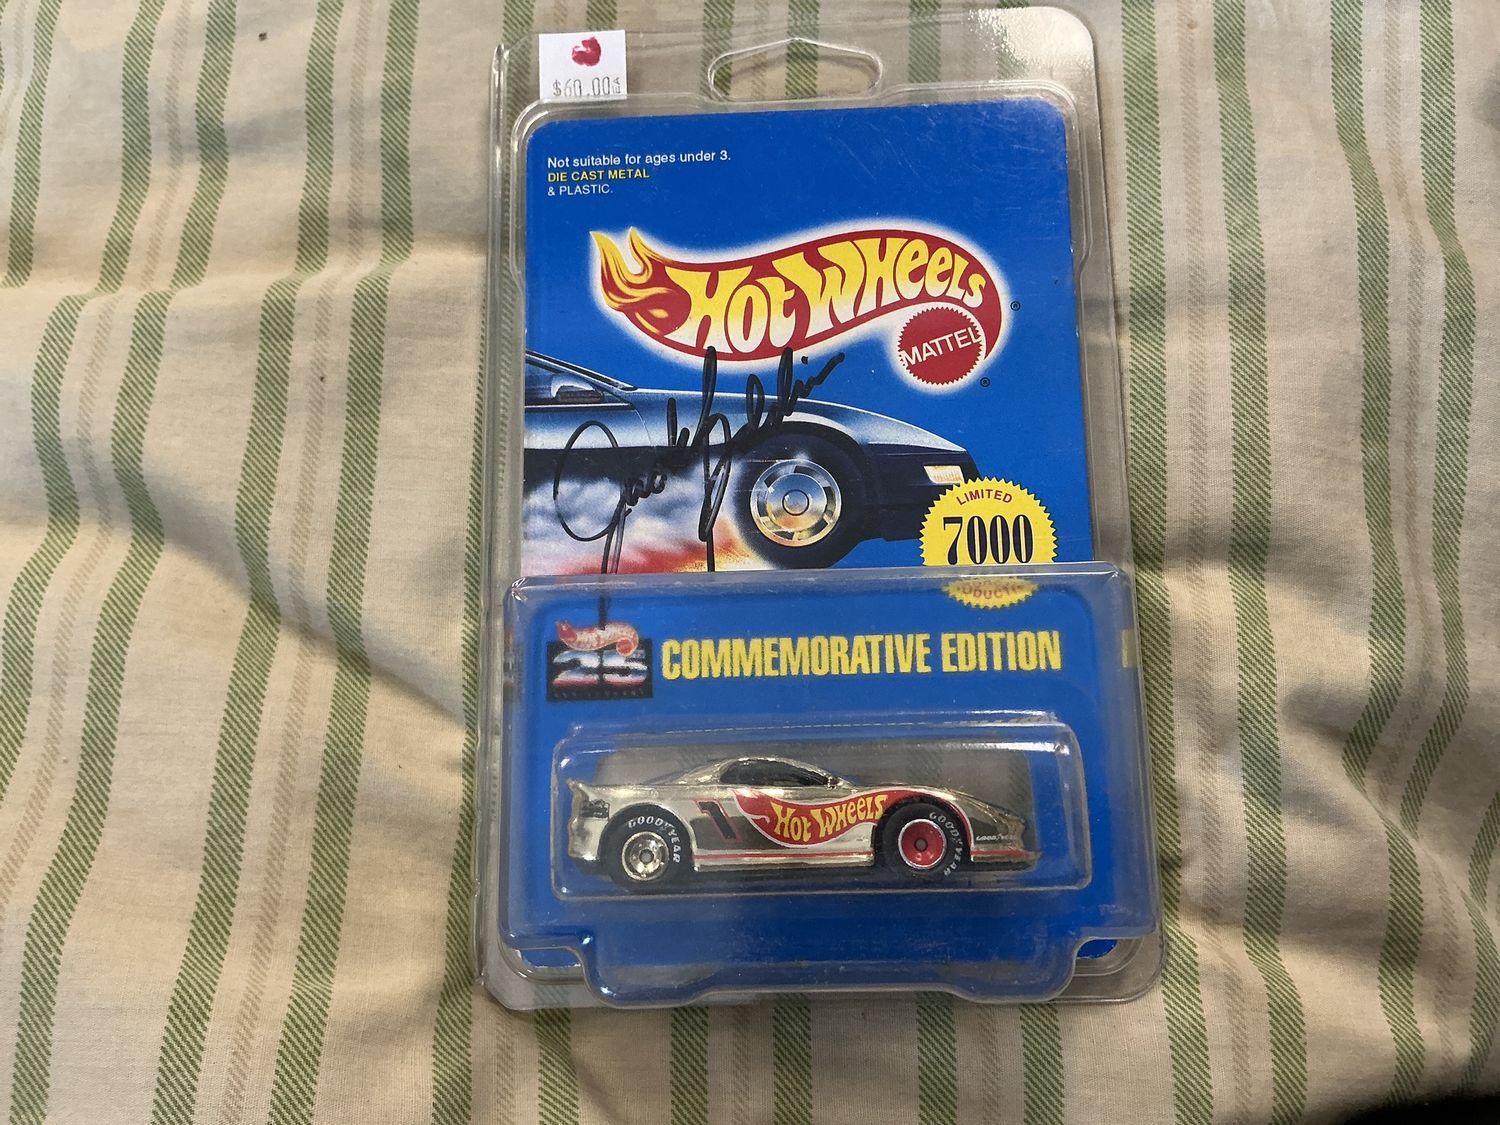 $60.00
Not suitable for ages under 3.
DIE CAST METAL
& PLASTIC.
HOT WHEELS
®
MATTEL
®
LIMITED
7000
25
COMMEMORATIVE EDITION
1
HOT WHEELS
GOODYEAR
GOODYEAR